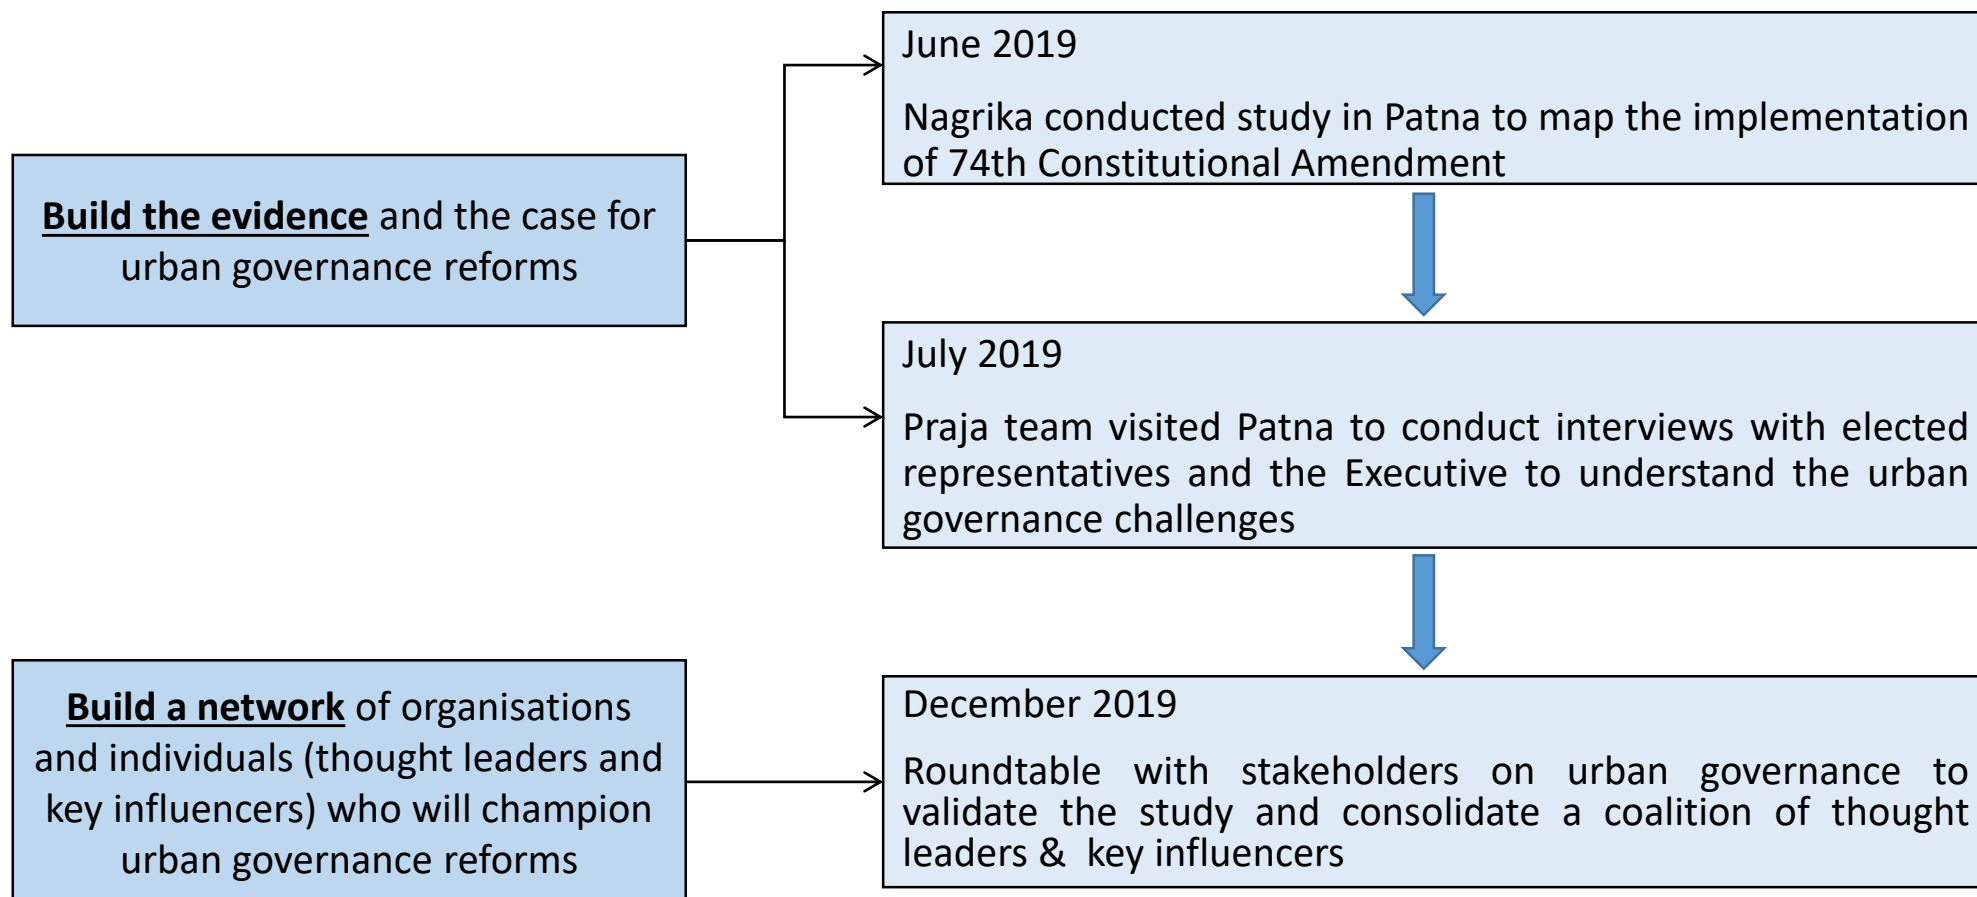 Build the evidence and the case for
urban governance reforms
June 2019
Nagrika conducted study in Patna to map the implementation
of 74th Constitutional Amendment
July 2019
Praja team visited Patna to conduct interviews with elected
representatives and the Executive to understand the urban
governance challenges
Build a network of organisations
and individuals (thought leaders and
key influencers) who will champion
urban governance reforms
December 2019
Roundtable with stakeholders on urban governance to
validate the study and consolidate a coalition of thought
leaders & key influencers